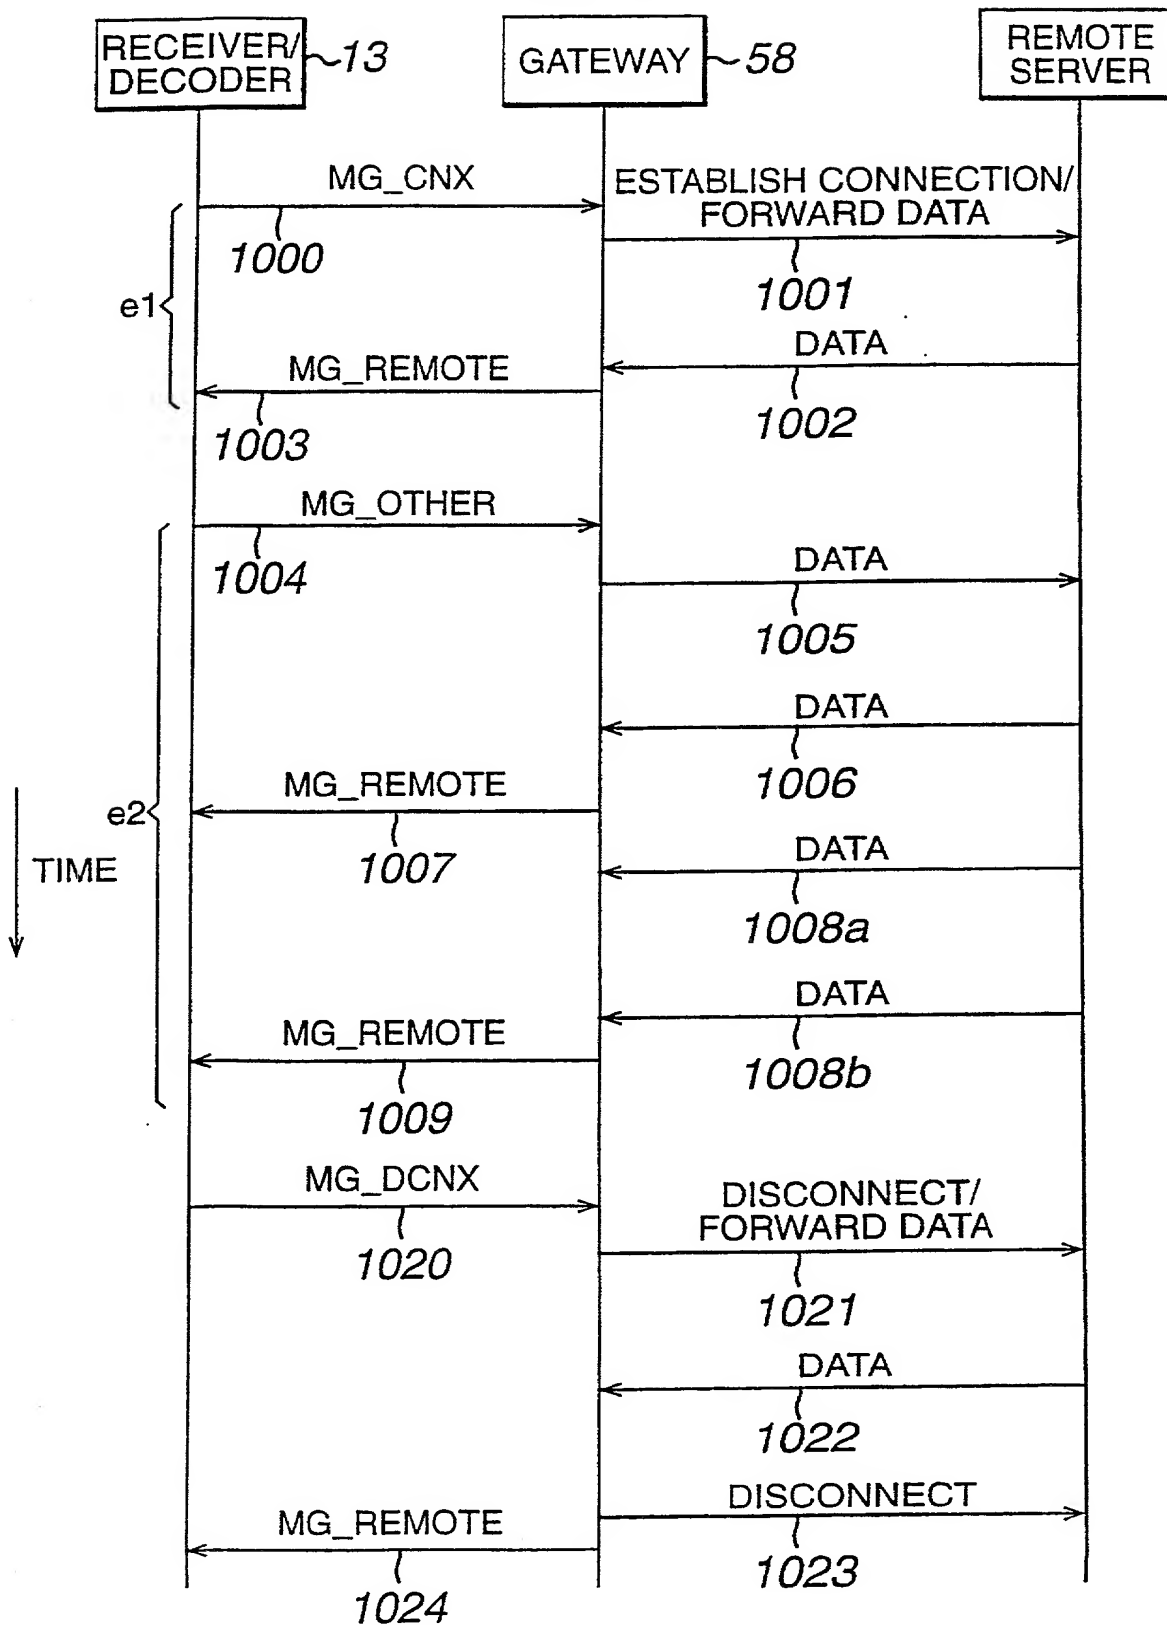 RECEIVER/
DECODER
13
GATEWAY
58
REMOTE
SERVER
MG_CNX
1000
ESTABLISH CONNECTION/
FORWARD DATA
1001
e1
DATA
1002
MG_REMOTE
1003
MG_OTHER
1004
DATA
1005
DATA
1006
MG_REMOTE
1007
e2
TIME
DATA
1008a
DATA
1008b
MG_REMOTE
1009
MG_DCNX
1020
DISCONNECT/
FORWARD DATA
1021
DATA
1022
DISCONNECT
1023
MG_REMOTE
1024